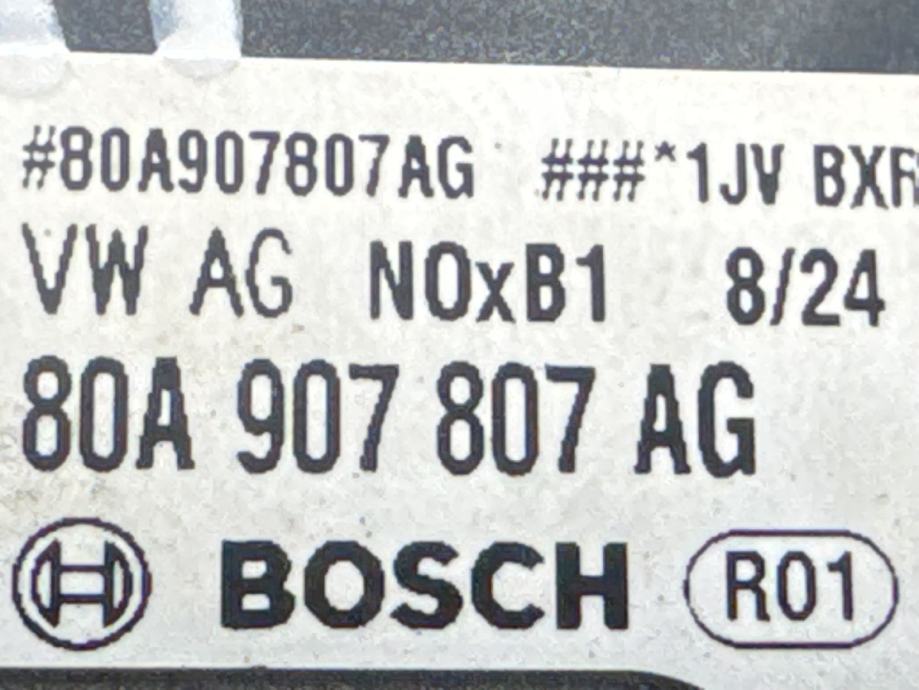 #80A907807AG ###*1JV BXR
VW AG NOxB1 8/24
80A 907 807 AG
BOSCH R01